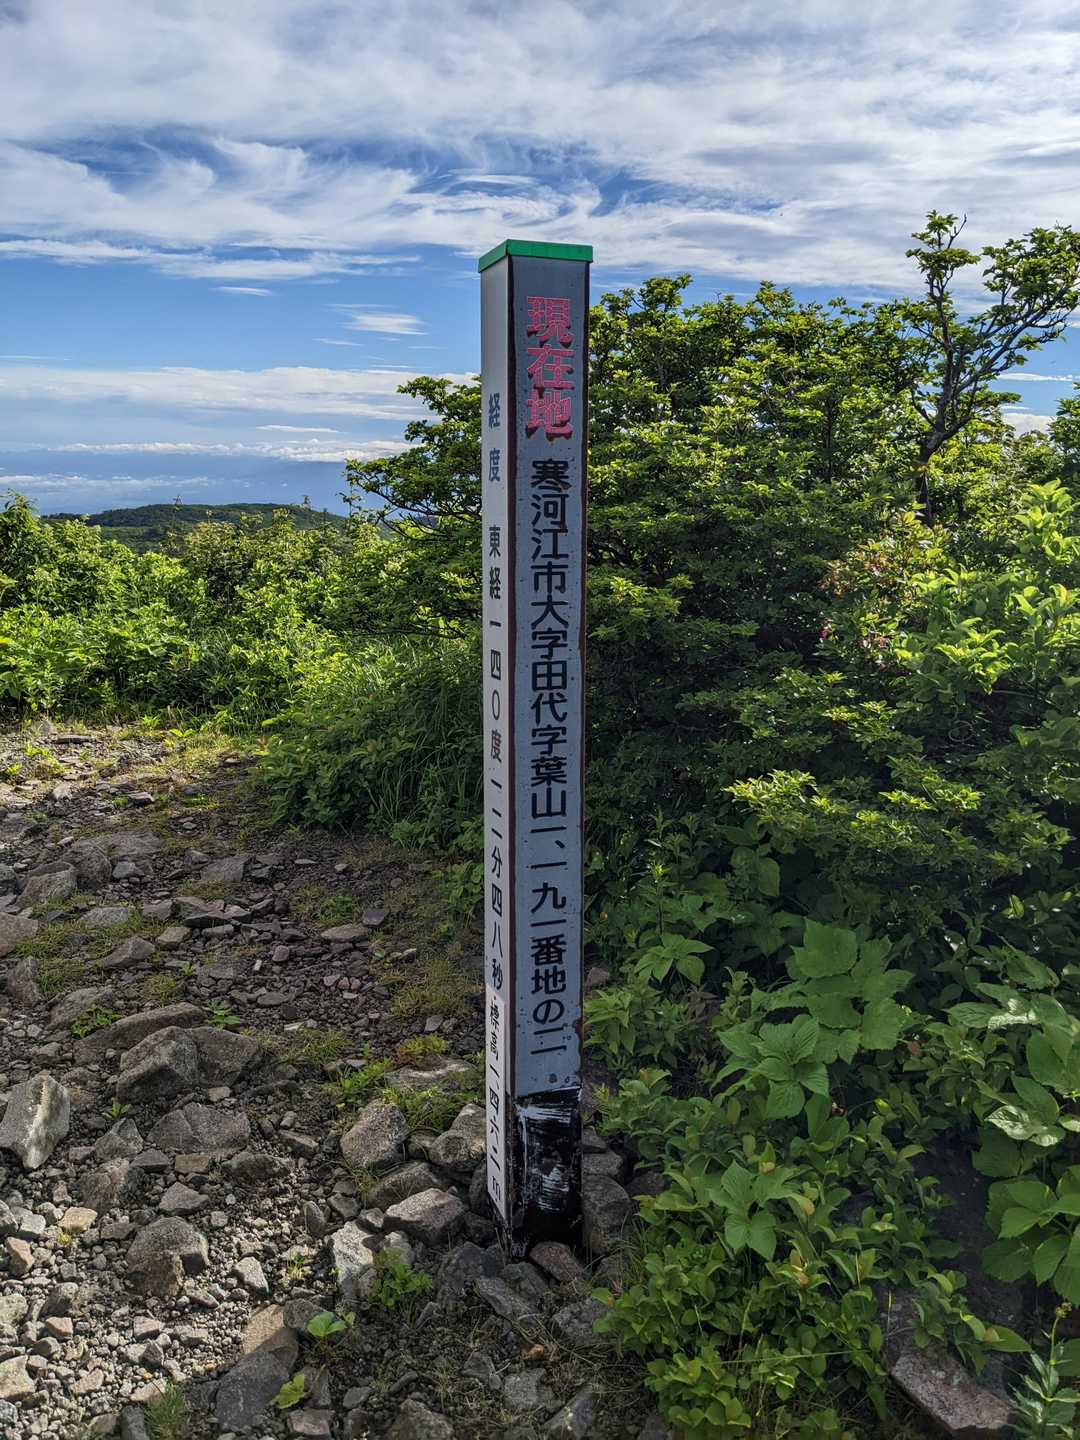 現在地
寒河江市大字田代字葉山一、一九一番地の二
経度 東経一四〇度一二分四八秒
標高一、四六二m